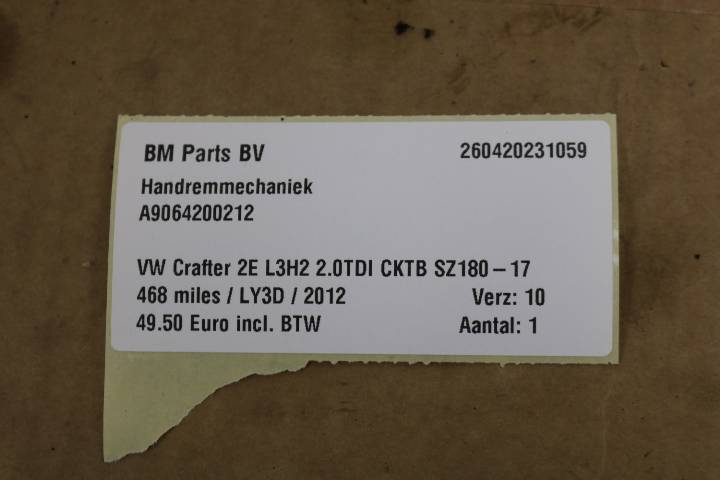 BM Parts BV 260420231059
Handremmechaniek
A9064200212
VW Crafter 2E L3H2 2.0TDI CKTB SZ180-17
468 miles / LY3D / 2012 Verz: 10
49.50 Euro incl. BTW Aantal: 1